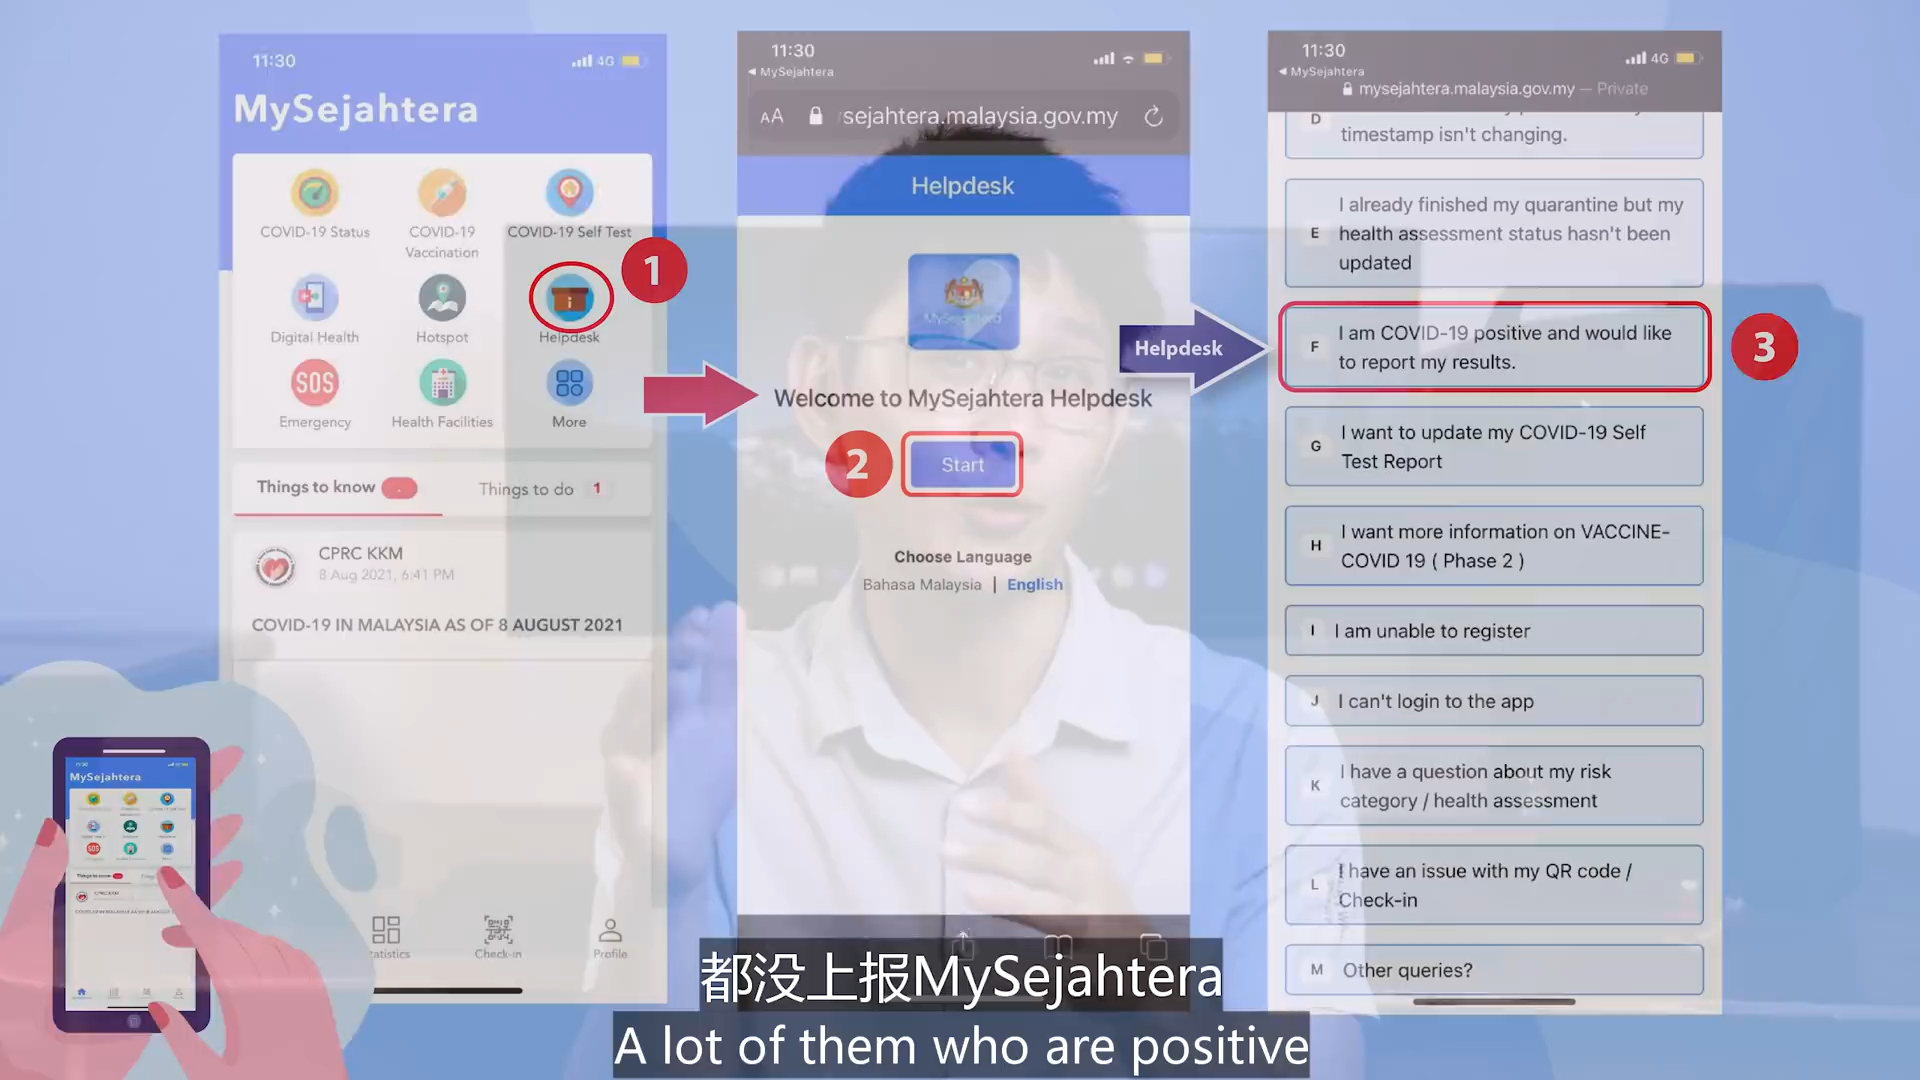 11:30
4G
MySejahtera
COVID-19 Status
COVID-19
Vaccination
COVID-19 Self Test
1
Digital Health
Hotspot
Helpdesk
SOS
Emergency
Health Facilities
More
Things to know
Things to do 1
CPRC KKM
8 Aug 2021, 6:41 PM
COVID-19 IN MALAYSIA AS OF 8 AUGUST 2021
Check-in
Profile
11:30
MySejahtera
AA
sejahtera.malaysia.gov.my
Helpdesk
MySejahtera
Welcome to MySejahtera Helpdesk
2
Start
Choose Language
Bahasa Malaysia | English
Helpdesk
11:30
4G
MySejahtera
mysejahtera.malaysia.gov.my — Private
D
timestamp isn't changing.
E
I already finished my quarantine but my
health assessment status hasn't been
updated
F
I am COVID-19 positive and would like
to report my results.
3
G
I want to update my COVID-19 Self
Test Report
H
I want more information on VACCINE-
COVID 19 ( Phase 2 )
I I am unable to register
J I can't login to the app
K
I have a question about my risk
category / health assessment
L
I have an issue with my QR code /
Check-in
M Other queries?
MySejahtera
SOS
都没上报MySejahtera
A lot of them who are positive